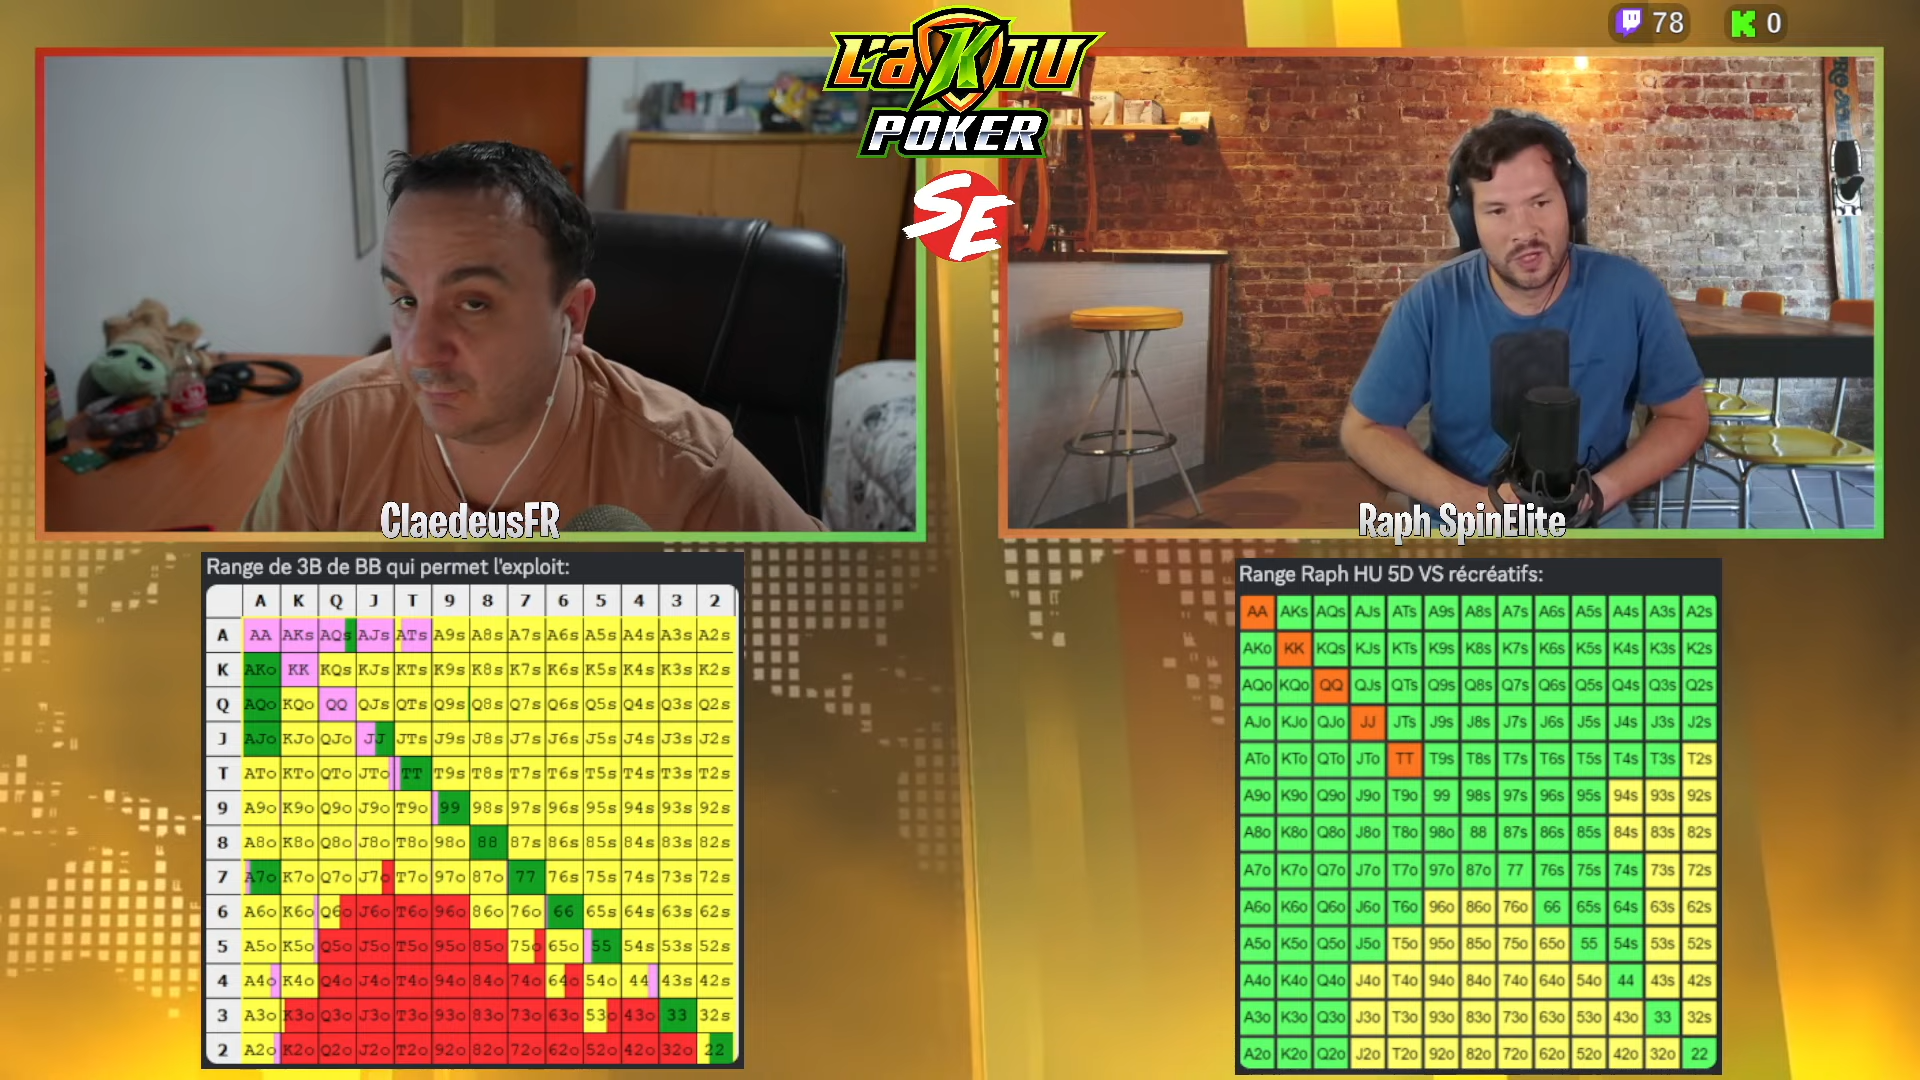 78
0
L'aKTU
POKER
SE
ClaedeusFR
Raph SpinElite
Range de 3B de BB qui permet l'exploit:
A K Q J T 9 8 7 6 5 4 3 2
A AA AKs AQs AJs ATs A9s A8s A7s A6s A5s A4s A3s A2s
K AKo KK KQs KJs KTs K9s K8s K7s K6s K5s K4s K3s K2s
Q AQo KQo QQ QJs QTs Q9s Q8s Q7s Q6s Q5s Q4s Q3s Q2s
J AJo KJo QJo JJ JTs J9s J8s J7s J6s J5s J4s J3s J2s
T ATo KTo QTo JTo TT T9s T8s T7s T6s T5s T4s T3s T2s
9 A9o K9o Q9o J9o T9o 99 98s 97s 96s 95s 94s 93s 92s
8 A8o K8o Q8o J8o T8o 98o 88 87s 86s 85s 84s 83s 82s
7 A7o K7o Q7o J7o T7o 97o 87o 77 76s 75s 74s 73s 72s
6 A6o K6o Q6o J6o T6o 96o 86o 76o 66 65s 64s 63s 62s
5 A5o K5o Q5o J5o T5o 95o 85o 75o 65o 55 54s 53s 52s
4 A4o K4o Q4o J4o T4o 94o 84o 74o 64o 54o 44 43s 42s
3 A3o K3o Q3o J3o T3o 93o 83o 73o 63o 53o 43o 33 32s
2 A2o K2o Q2o J2o T2o 92o 82o 72o 62o 52o 42o 32o 22
Range Raph HU 5D VS récréatifs:
AA AKs AQs AJs ATs A9s A8s A7s A6s A5s A4s A3s A2s
AKo KK KQs KJs KTs K9s K8s K7s K6s K5s K4s K3s K2s
AQo KQo QQ QJs QTs Q9s Q8s Q7s Q6s Q5s Q4s Q3s Q2s
AJo KJo QJo JJ JTs J9s J8s J7s J6s J5s J4s J3s J2s
ATo KTo QTo JTo TT T9s T8s T7s T6s T5s T4s T3s T2s
A9o K9o Q9o J9o T9o 99 98s 97s 96s 95s 94s 93s 92s
A8o K8o Q8o J8o T8o 98o 88 87s 86s 85s 84s 83s 82s
A7o K7o Q7o J7o T7o 97o 87o 77 76s 75s 74s 73s 72s
A6o K6o Q6o J6o T6o 96o 86o 76o 66 65s 64s 63s 62s
A5o K5o Q5o J5o T5o 95o 85o 75o 65o 55 54s 53s 52s
A4o K4o Q4o J4o T4o 94o 84o 74o 64o 54o 44 43s 42s
A3o K3o Q3o J3o T3o 93o 83o 73o 63o 53o 43o 33 32s
A2o K2o Q2o J2o T2o 92o 82o 72o 62o 52o 42o 32o 22